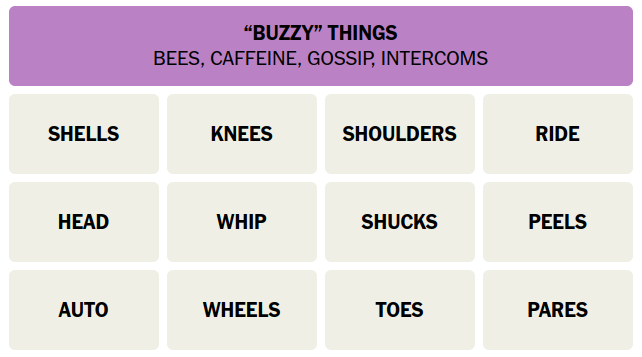 “BUZZY” THINGS
BEES, CAFFEINE, GOSSIP, INTERCOMS
SHELLS KNEES SHOULDERS RIDE
HEAD WHIP SHUCKS PEELS
AUTO WHEELS TOES PARES